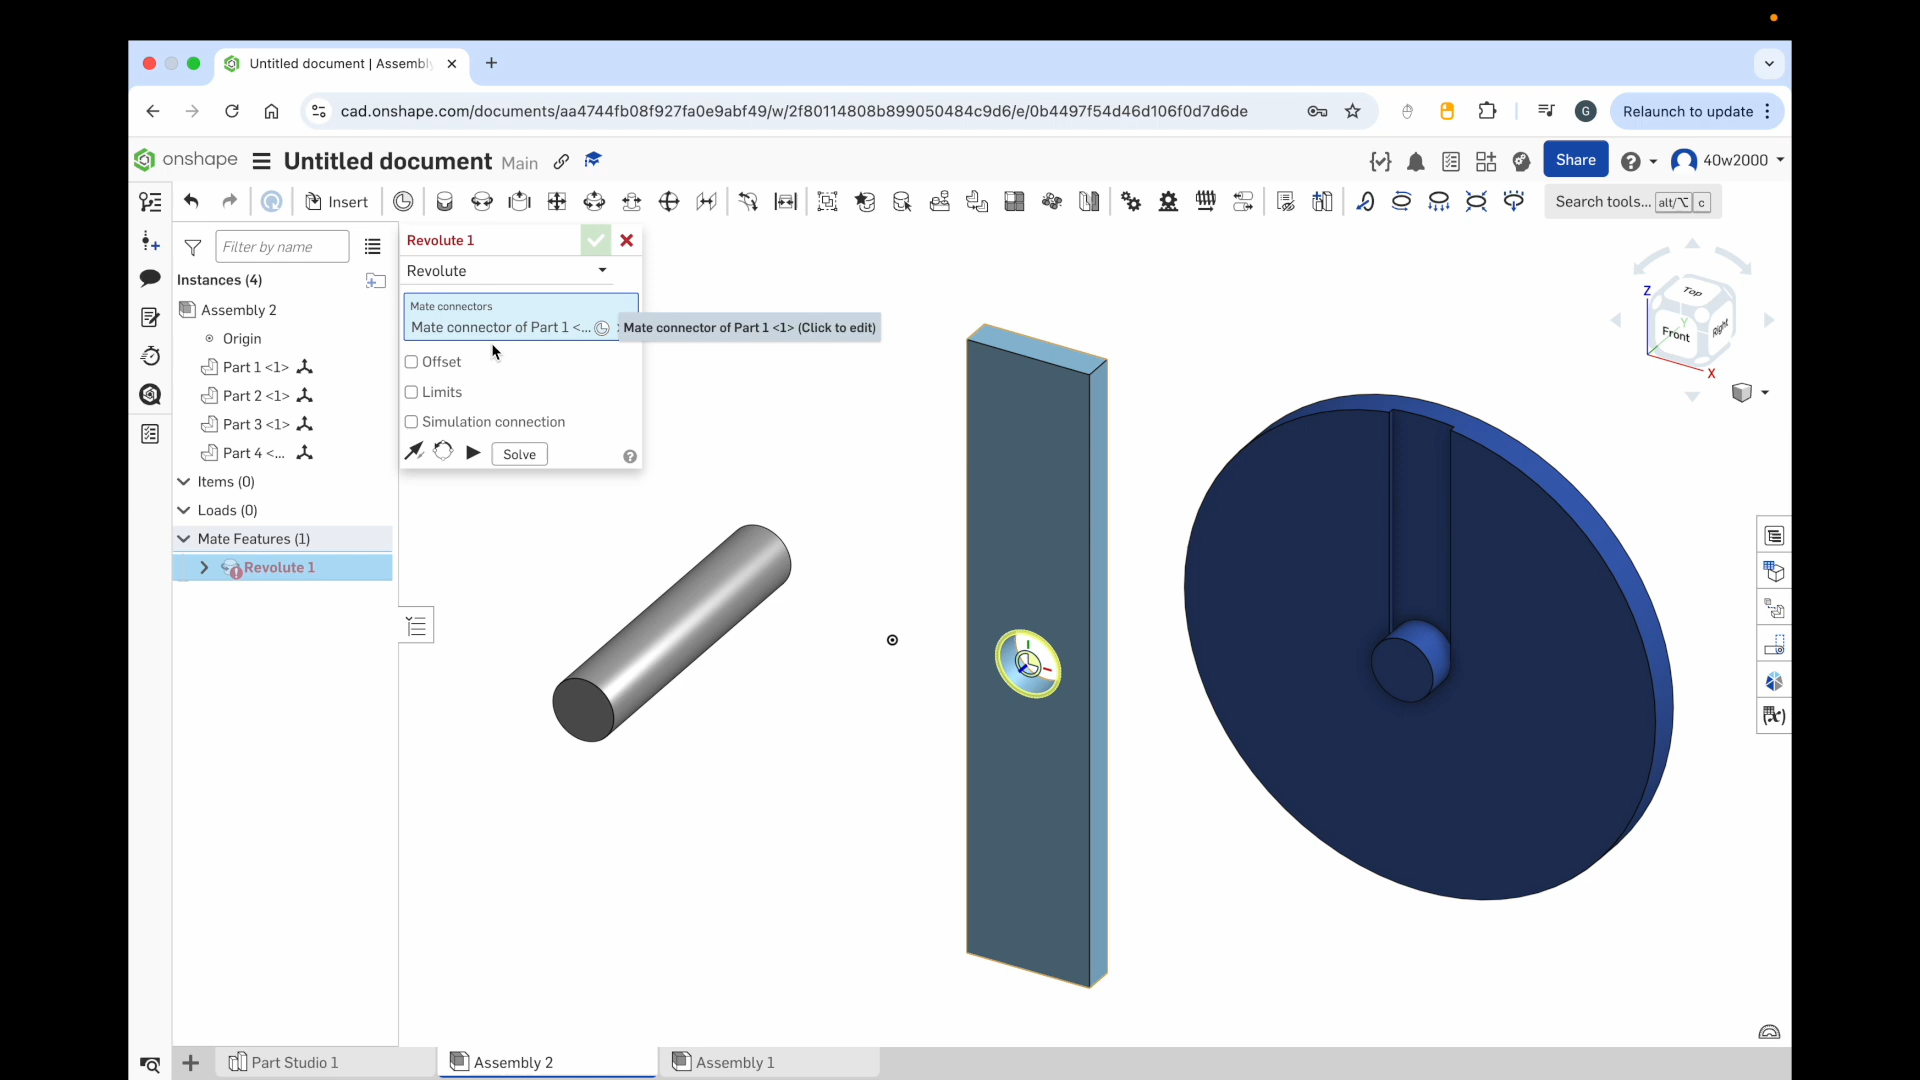 Untitled document | Assembl
cad.onshape.com/documents/aa4744fb08f927fa0e9abf49/w/2f80114808b899050484c9d6/e/0b4497f54d46d106f0d7d6de
G
Relaunch to update
onshape
Untitled document
Main
Share
40w2000
Insert
Search tools...
alt/⌥
c
Filter by name
Instances (4)
Assembly 2
Origin
Part 1 <1>
Part 2 <1>
Part 3 <1>
Part 4 <...
Items (0)
Loads (0)
Mate Features (1)
Revolute 1
Revolute 1
Revolute
Mate connectors
Mate connector of Part 1 <...
Mate connector of Part 1 <1> (Click to edit)
Offset
Limits
Simulation connection
Solve
Z
Top
Y
Front
Right
X
Part Studio 1
Assembly 2
Assembly 1